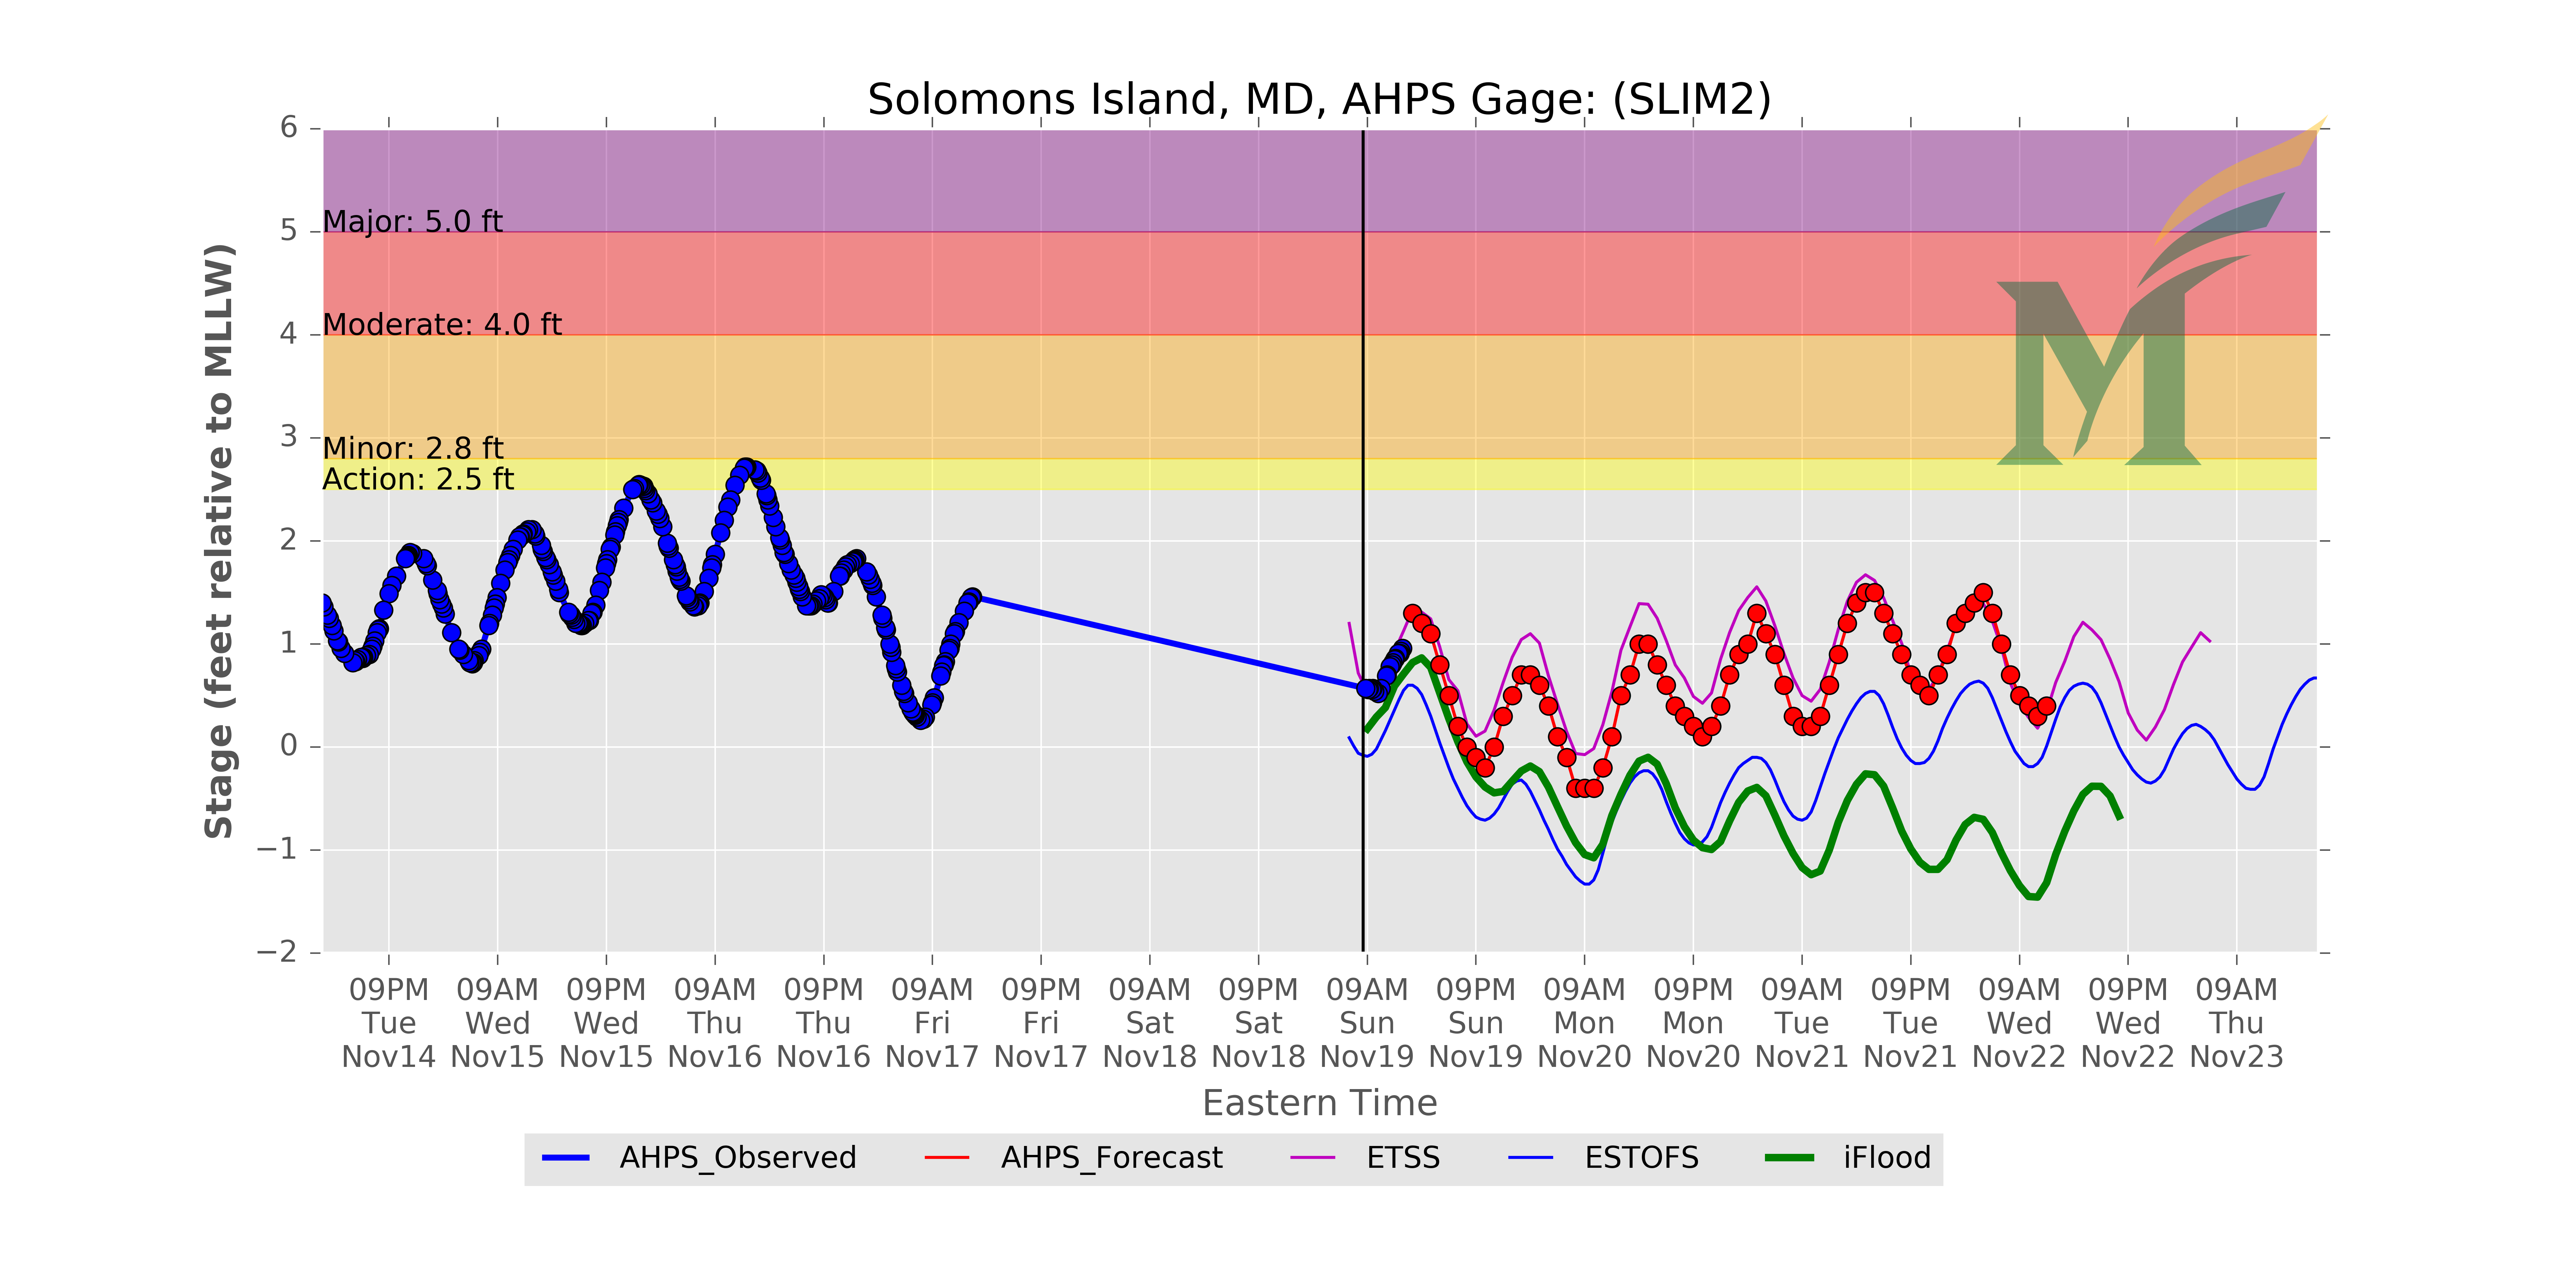 Solomons Island, MD, AHPS Gage: (SLIM2)
6
5
4
3
2
1
0
−1
−2
Stage (feet relative to MLLW)
Major: 5.0 ft
Moderate: 4.0 ft
Minor: 2.8 ft
Action: 2.5 ft
M
09PM 09AM 09PM 09AM 09PM 09AM 09PM 09AM 09PM 09AM 09PM 09AM 09PM 09AM 09PM 09AM 09PM 09AM
Tue Wed Wed Thu Thu Fri Fri Sat Sat Sun Sun Mon Mon Tue Tue Wed Wed Thu
Nov14 Nov15 Nov15 Nov16 Nov16 Nov17 Nov17 Nov18 Nov18 Nov19 Nov19 Nov20 Nov20 Nov21 Nov21 Nov22 Nov22 Nov23
Eastern Time
AHPS_Observed AHPS_Forecast ETSS ESTOFS iFlood